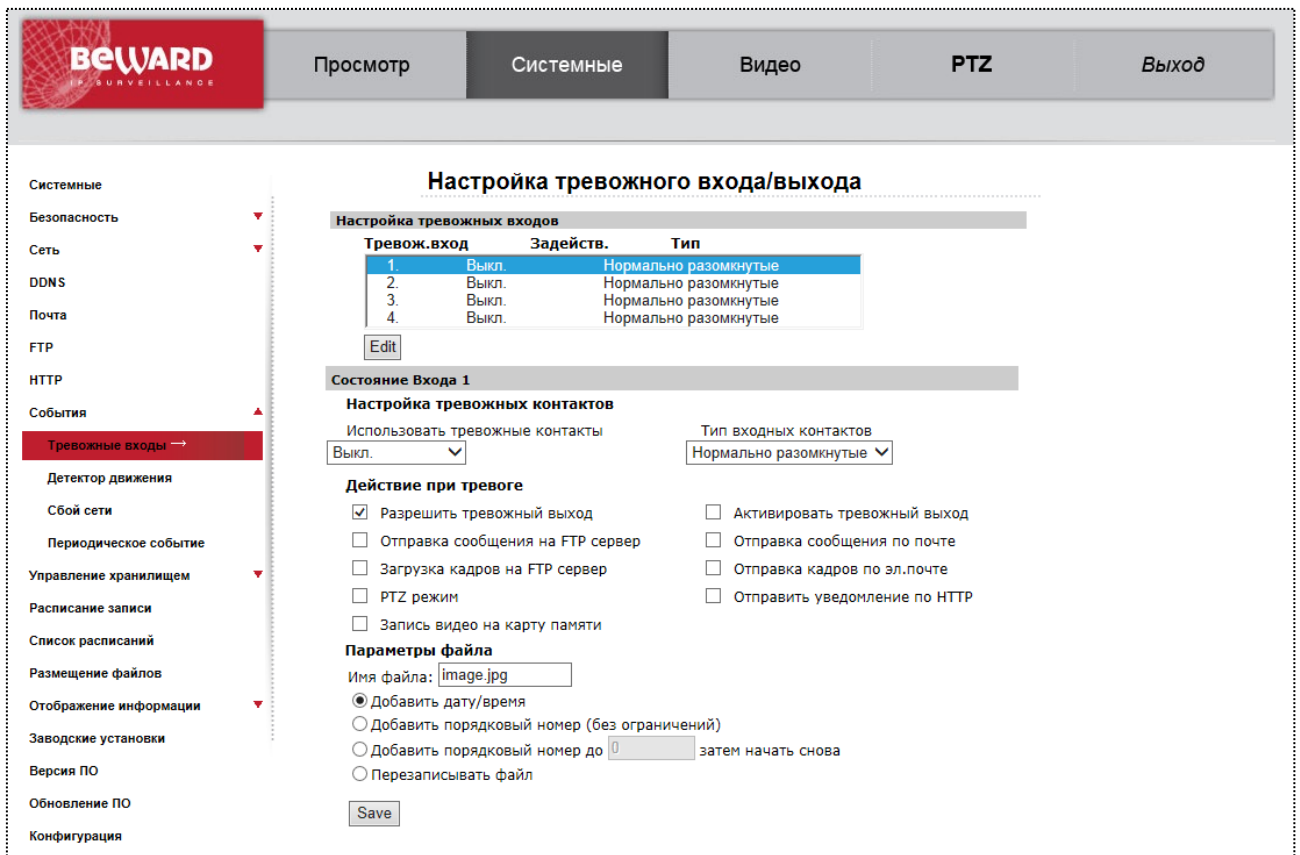 BEWARD
IP SURVEILLANCE
Просмотр
Системные
Видео
PTZ
Выход
Системные
Безопасность
Сеть
DDNS
Почта
FTP
HTTP
События
Тревожные входы →
Детектор движения
Сбой сети
Периодическое событие
Управление хранилищем
Расписание записи
Список расписаний
Размещение файлов
Отображение информации
Заводские установки
Версия ПО
Обновление ПО
Конфигурация
Настройка тревожного входа/выхода
Настройка тревожных входов
Тревож.вход Задейств. Тип
1. Выкл. Нормально разомкнутые
2. Выкл. Нормально разомкнутые
3. Выкл. Нормально разомкнутые
4. Выкл. Нормально разомкнутые
Edit
Состояние Входа 1
Настройка тревожных контактов
Использовать тревожные контакты Тип входных контактов
Выкл. Нормально разомкнутые
Действие при тревоге
Разрешить тревожный выход Активировать тревожный выход
Отправка сообщения на FTP сервер Отправка сообщения по почте
Загрузка кадров на FTP сервер Отправка кадров по эл.почте
PTZ режим Отправить уведомление по HTTP
Запись видео на карту памяти
Параметры файла
Имя файла: image.jpg
Добавить дату/время
Добавить порядковый номер (без ограничений)
Добавить порядковый номер до 0 затем начать снова
Перезаписывать файл
Save